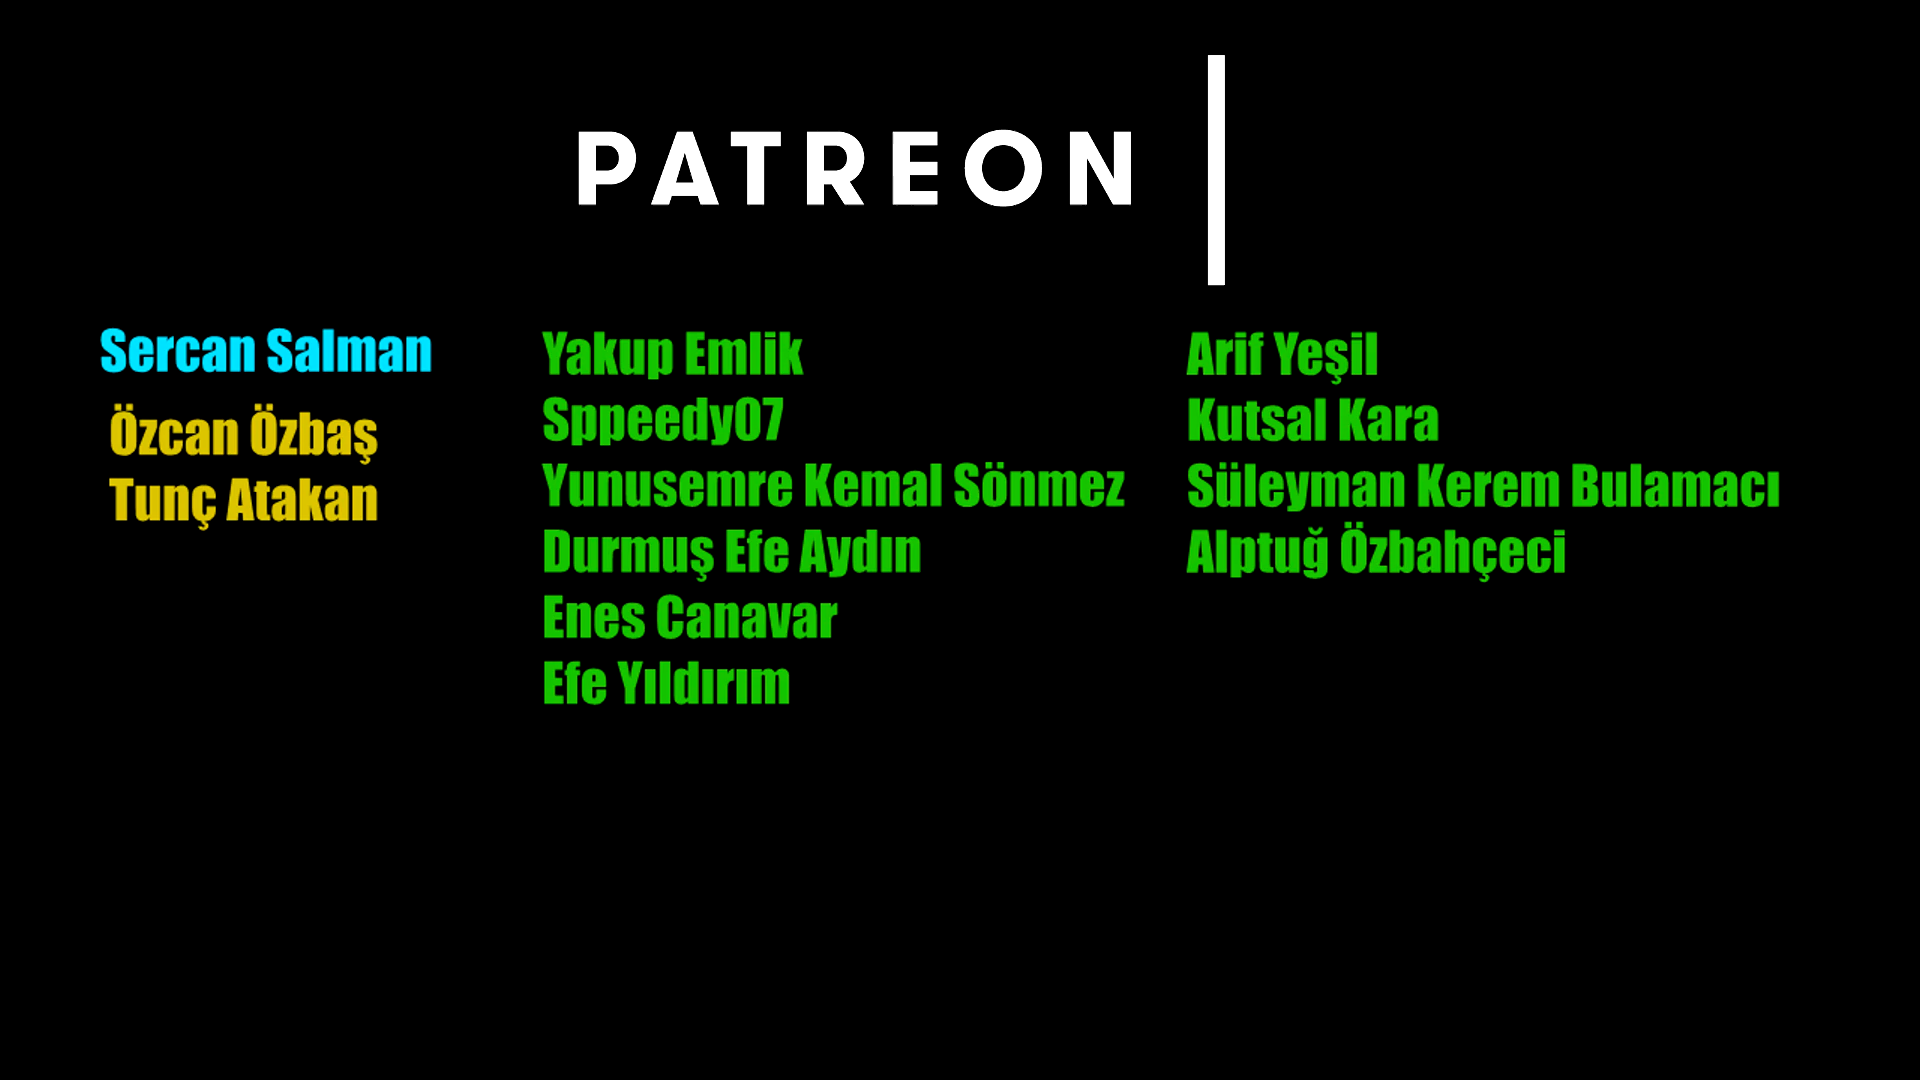 PATREON
Sercan Salman
Özcan Özbaş
Tunç Atakan
Yakup Emlik
Sppeedy07
Yunusemre Kemal Sönmez
Durmuş Efe Aydın
Enes Canavar
Efe Yıldırım
Arif Yeşil
Kutsal Kara
Süleyman Kerem Bulamacı
Alptuğ Özbahçeci